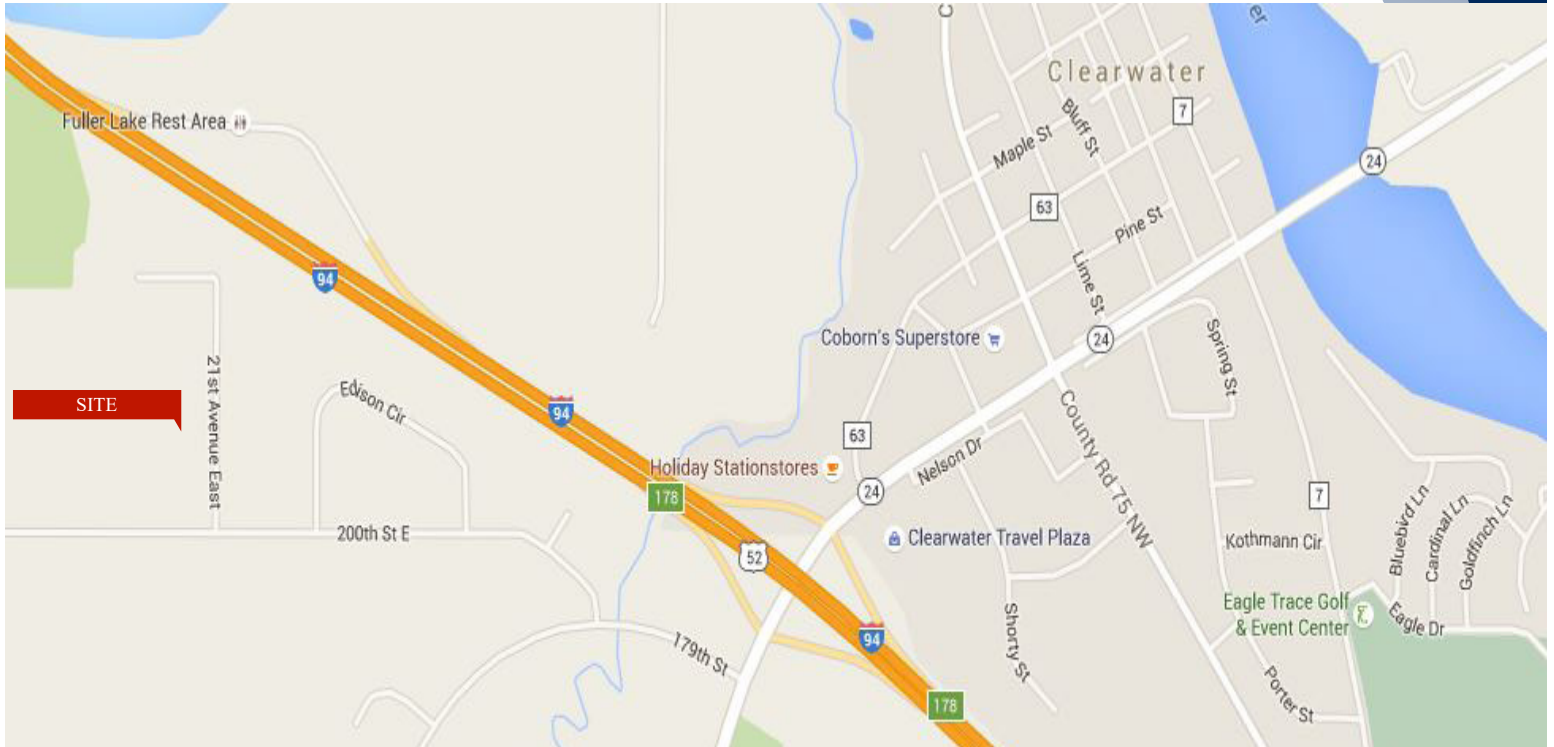 er
C
Clearwater
7
Fuller Lake Rest Area
Bluff St
Maple St
24
63
Pine St
94
Lime St
Coborn's Superstore
24
Spring St
21st Avenue East
SITE
Edison Cir
94
County Rd 75 NW
63
Nelson Dr
Holiday Stationstores
24
178
7
Bluebird Ln
Cardinal Ln
Goldfinch Ln
200th St E
52
Clearwater Travel Plaza
Kothmann Cir
Eagle Trace Golf
& Event Center
Eagle Dr
Shorty St
94
179th St
Porter St
178